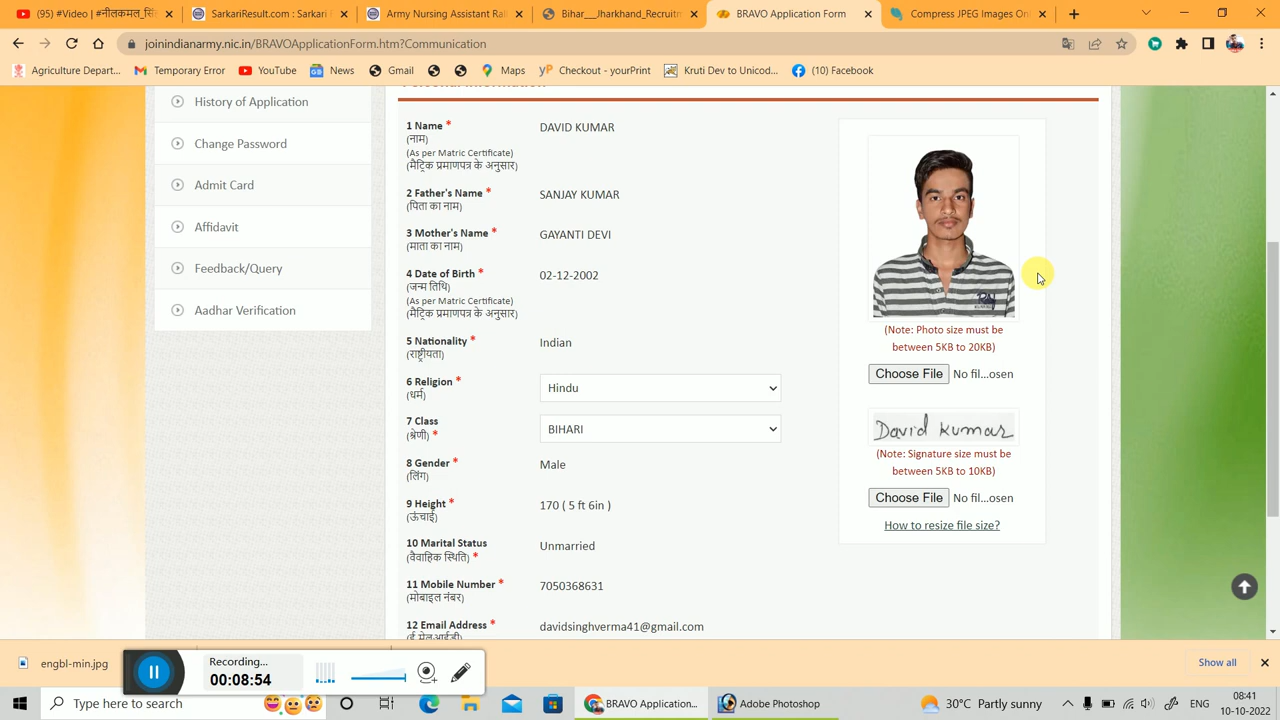 (95) #Video | #नीलकमल_सिं
SarkariResult.com : Sarkari
Army Nursing Assistant Rall
Bihar__Jharkhand_Recruitm
BRAVO Application Form
Compress JPEG Images Onl
joinindianarmy.nic.in/BRAVOApplicationForm.htm?Communication
Agriculture Depart...
Temporary Error
YouTube
News
Gmail
Maps
Checkout - yourPrint
Kruti Dev to Unicod...
(10) Facebook
History of Application
Change Password
Admit Card
Affidavit
Feedback/Query
Aadhar Verification
Personal Information
1 Name * DAVID KUMAR
(नाम)
(As per Matric Certificate)
(मैट्रिक प्रमाणपत्र के अनुसार)
2 Father's Name * SANJAY KUMAR
(पिता का नाम)
3 Mother's Name * GAYANTI DEVI
(माता का नाम)
4 Date of Birth * 02-12-2002
(जन्म तिथि)
(As per Matric Certificate)
(मैट्रिक प्रमाणपत्र के अनुसार)
5 Nationality * Indian
(राष्ट्रीयता)
6 Religion * Hindu
(धर्म)
7 Class BIHARI
(श्रेणी) *
8 Gender * Male
(लिंग)
9 Height * 170 ( 5 ft 6in )
(ऊंचाई)
10 Marital Status Unmarried
(वैवाहिक स्थिति) *
11 Mobile Number * 7050368631
(मोबाइल नंबर)
12 Email Address * davidsinghverma41@gmail.com
(ई मेल आईडी)
(Note: Photo size must be
between 5KB to 20KB)
Choose File No fil...osen
David kumar
(Note: Signature size must be
between 5KB to 10KB)
Choose File No fil...osen
How to resize file size?
engbl-min.jpg
Recording...
00:08:54
Show all
Type here to search
BRAVO Application...
Adobe Photoshop
30°C Partly sunny
ENG
08:41
10-10-2022